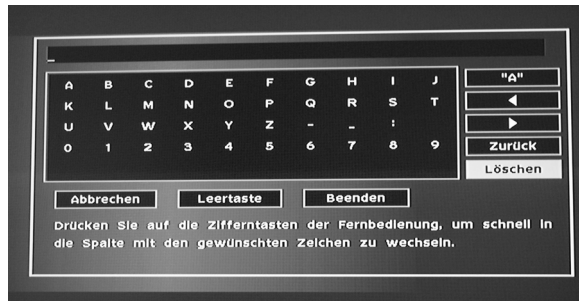 A B C D E F G H I J "A"
K L M N O P Q R S T ◀
U V W X Y Z - _ : ▶
0 1 2 3 4 5 6 7 8 9 Zurück
Löschen
Abbrechen Leertaste Beenden
Drücken Sie auf die Zifferntasten der Fernbedienung, um schnell in
die Spalte mit den gewünschten Zeichen zu wechseln.